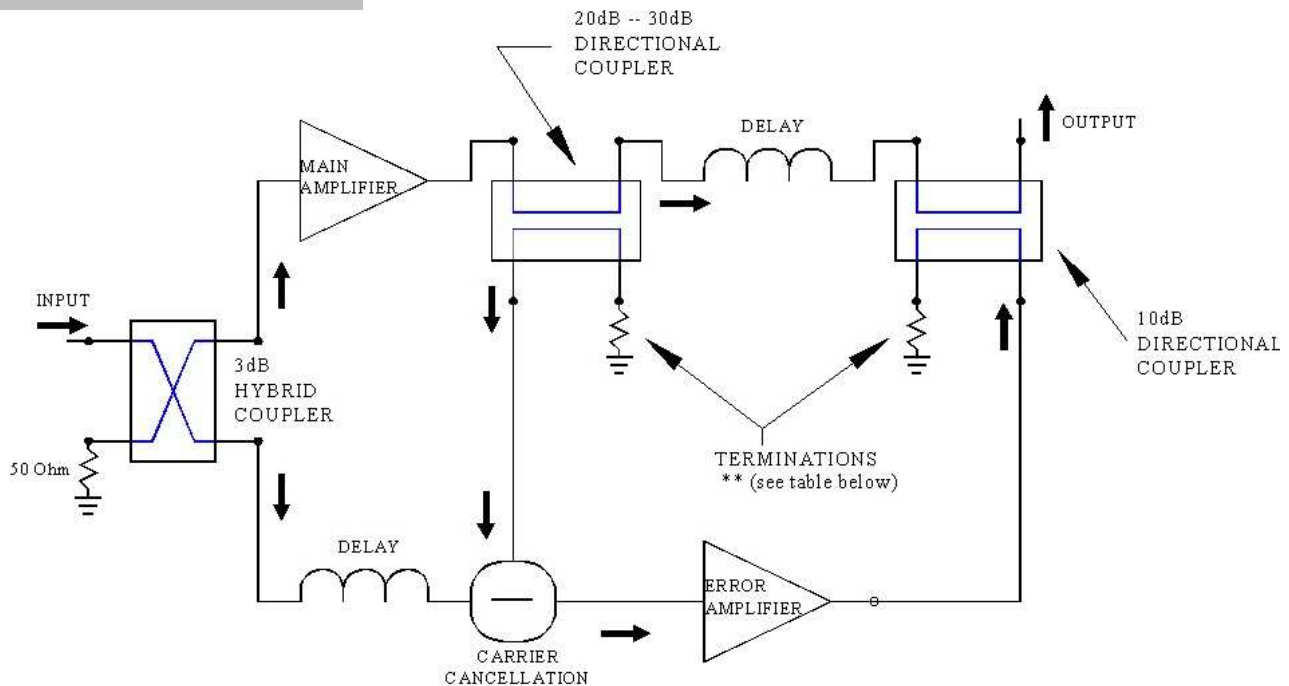 20dB -- 30dB
DIRECTIONAL
COUPLER
DELAY
OUTPUT
MAIN
AMPLIFIER
INPUT
3dB
HYBRID
COUPLER
10dB
DIRECTIONAL
COUPLER
50 Ohm
TERMINATIONS
** (see table below)
DELAY
ERROR
AMPLIFIER
CARRIER
CANCELLATION